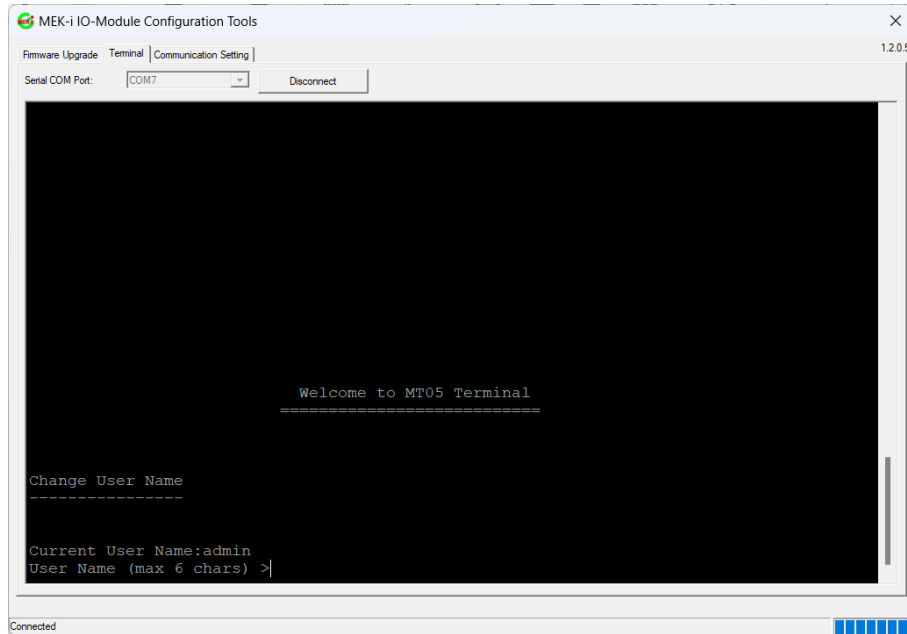 MEK-i IO-Module Configuration Tools
Firmware Upgrade Terminal Communication Setting
1.2.0.5
Serial COM Port: COM7 Disconnect
Welcome to MT05 Terminal
===========================
Change User Name
----------------
Current User Name:admin
User Name (max 6 chars) >
Connected